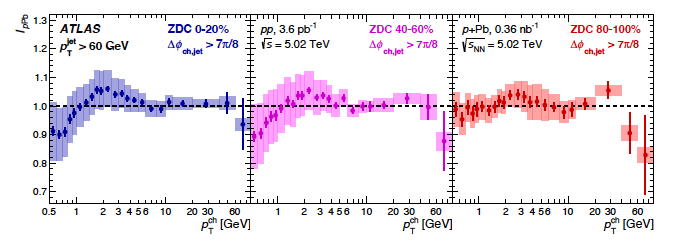 I_pPb
1.3
1.2
1.1
1.0
0.9
0.8
0.7
ATLAS
p_T^jet > 60 GeV
ZDC 0-20%
Δϕ_ch,jet > 7π/8
pp, 3.6 pb⁻¹
√s = 5.02 TeV
ZDC 40-60%
Δϕ_ch,jet > 7π/8
p+Pb, 0.36 nb⁻¹
√s_NN = 5.02 TeV
ZDC 80-100%
Δϕ_ch,jet > 7π/8
0.5 1 2 3 4 5 6 10 20 60
1 2 3 4 5 6 10 20 30 60
1 2 3 4 5 6 10 20 30 60
p_T^ch [GeV]
p_T^ch [GeV]
p_T^ch [GeV]